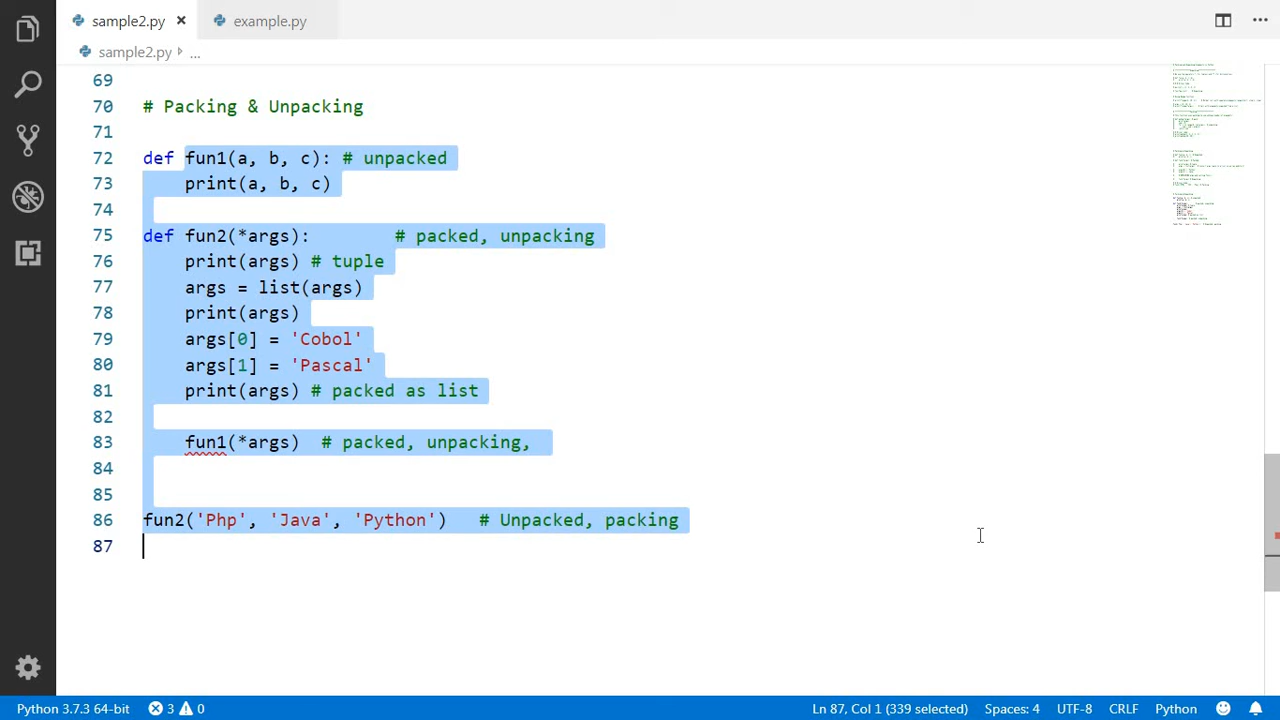 sample2.py
example.py
sample2.py ...
69
70 # Packing & Unpacking
71
72 def fun1(a, b, c): # unpacked
73     print(a, b, c)
74
75 def fun2(*args):        # packed, unpacking
76     print(args) # tuple
77     args = list(args)
78     print(args)
79     args[0] = 'Cobol'
80     args[1] = 'Pascal'
81     print(args) # packed as list
82
83     fun1(*args)  # packed, unpacking,
84
85
86 fun2('Php', 'Java', 'Python')   # Unpacked, packing
87
Python 3.7.3 64-bit 3 0 Ln 87, Col 1 (339 selected) Spaces: 4 UTF-8 CRLF Python